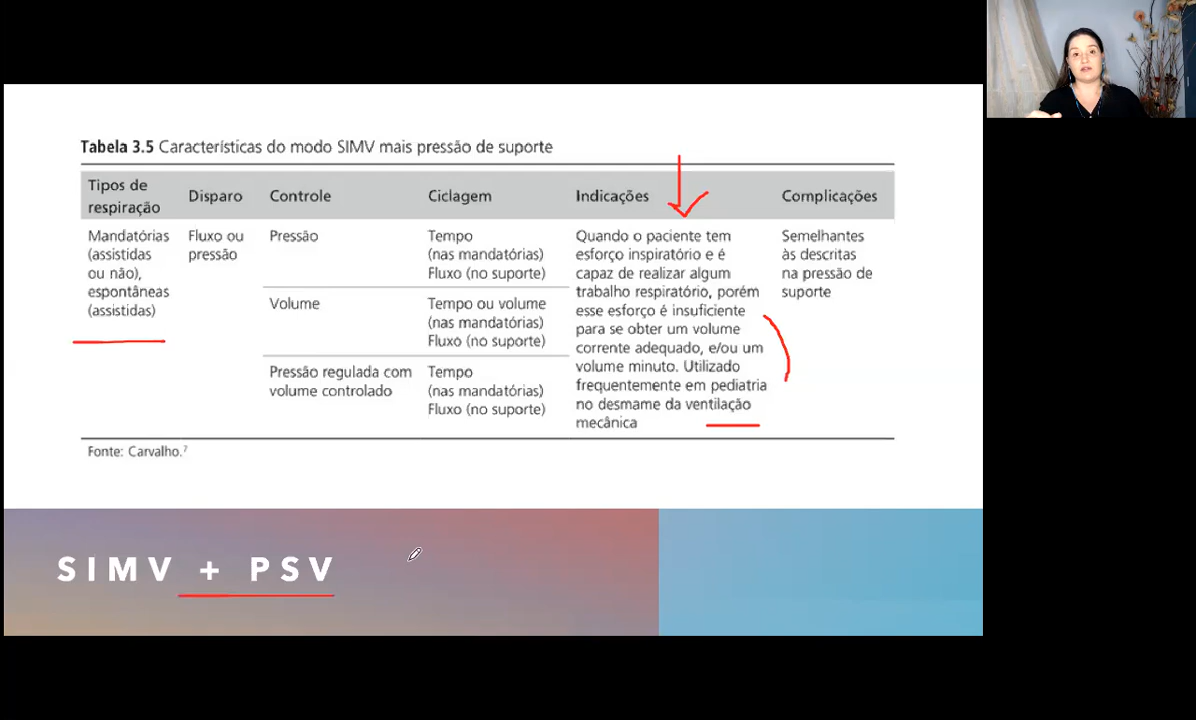 Tabela 3.5 Características do modo SIMV mais pressão de suporte
Tipos de respiração
Disparo
Controle
Ciclagem
Indicações
Complicações
Mandatórias
(assistidas
ou não),
espontâneas
(assistidas)
Fluxo ou
pressão
Pressão
Tempo
(nas mandatórias)
Fluxo (no suporte)
Volume
Tempo ou volume
(nas mandatórias)
Fluxo (no suporte)
Pressão regulada com
volume controlado
Tempo
(nas mandatórias)
Fluxo (no suporte)
Quando o paciente tem
esforço inspiratório e é
capaz de realizar algum
trabalho respiratório, porém
esse esforço é insuficiente
para se obter um volume
corrente adequado, e/ou um
volume minuto. Utilizado
frequentemente em pediatria
no desmame da ventilação
mecânica
Semelhantes
às descritas
na pressão de
suporte
Fonte: Carvalho.⁷
SIMV + PSV